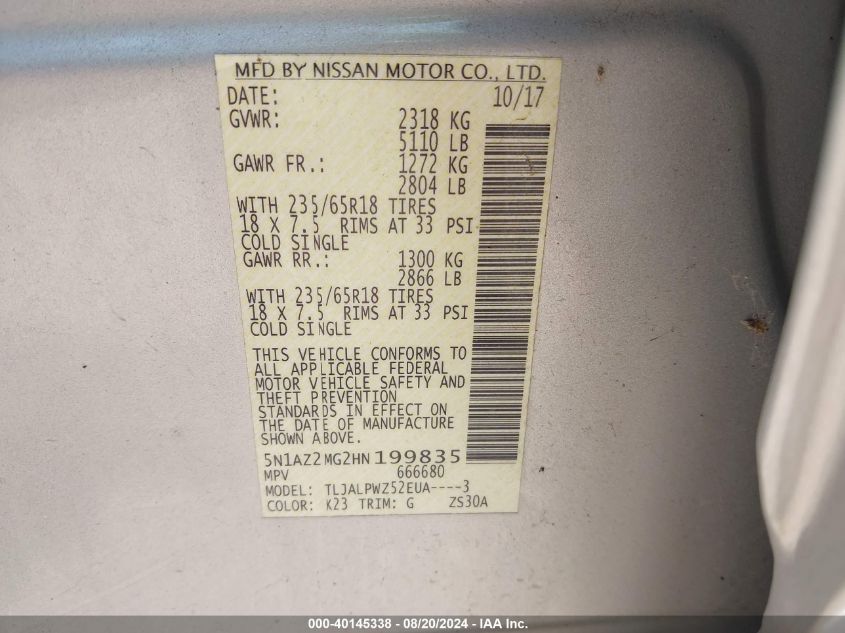 MFD BY NISSAN MOTOR CO., LTD.
DATE: 10/17
GVWR: 2318 KG
5110 LB
GAWR FR.: 1272 KG
2804 LB
WITH 235/65R18 TIRES
18 X 7.5 RIMS AT 33 PSI
COLD SINGLE
GAWR RR.: 1300 KG
2866 LB
WITH 235/65R18 TIRES
18 X 7.5 RIMS AT 33 PSI
COLD SINGLE
THIS VEHICLE CONFORMS TO
ALL APPLICABLE FEDERAL
MOTOR VEHICLE SAFETY AND
THEFT PREVENTION
STANDARDS IN EFFECT ON
THE DATE OF MANUFACTURE
SHOWN ABOVE.
5N1AZ2MG2HN199835
MPV 666680
MODEL: TLJALPWZ52EUA----3
COLOR: K23 TRIM: G ZS30A
000-40145338 - 08/20/2024 - IAA Inc.